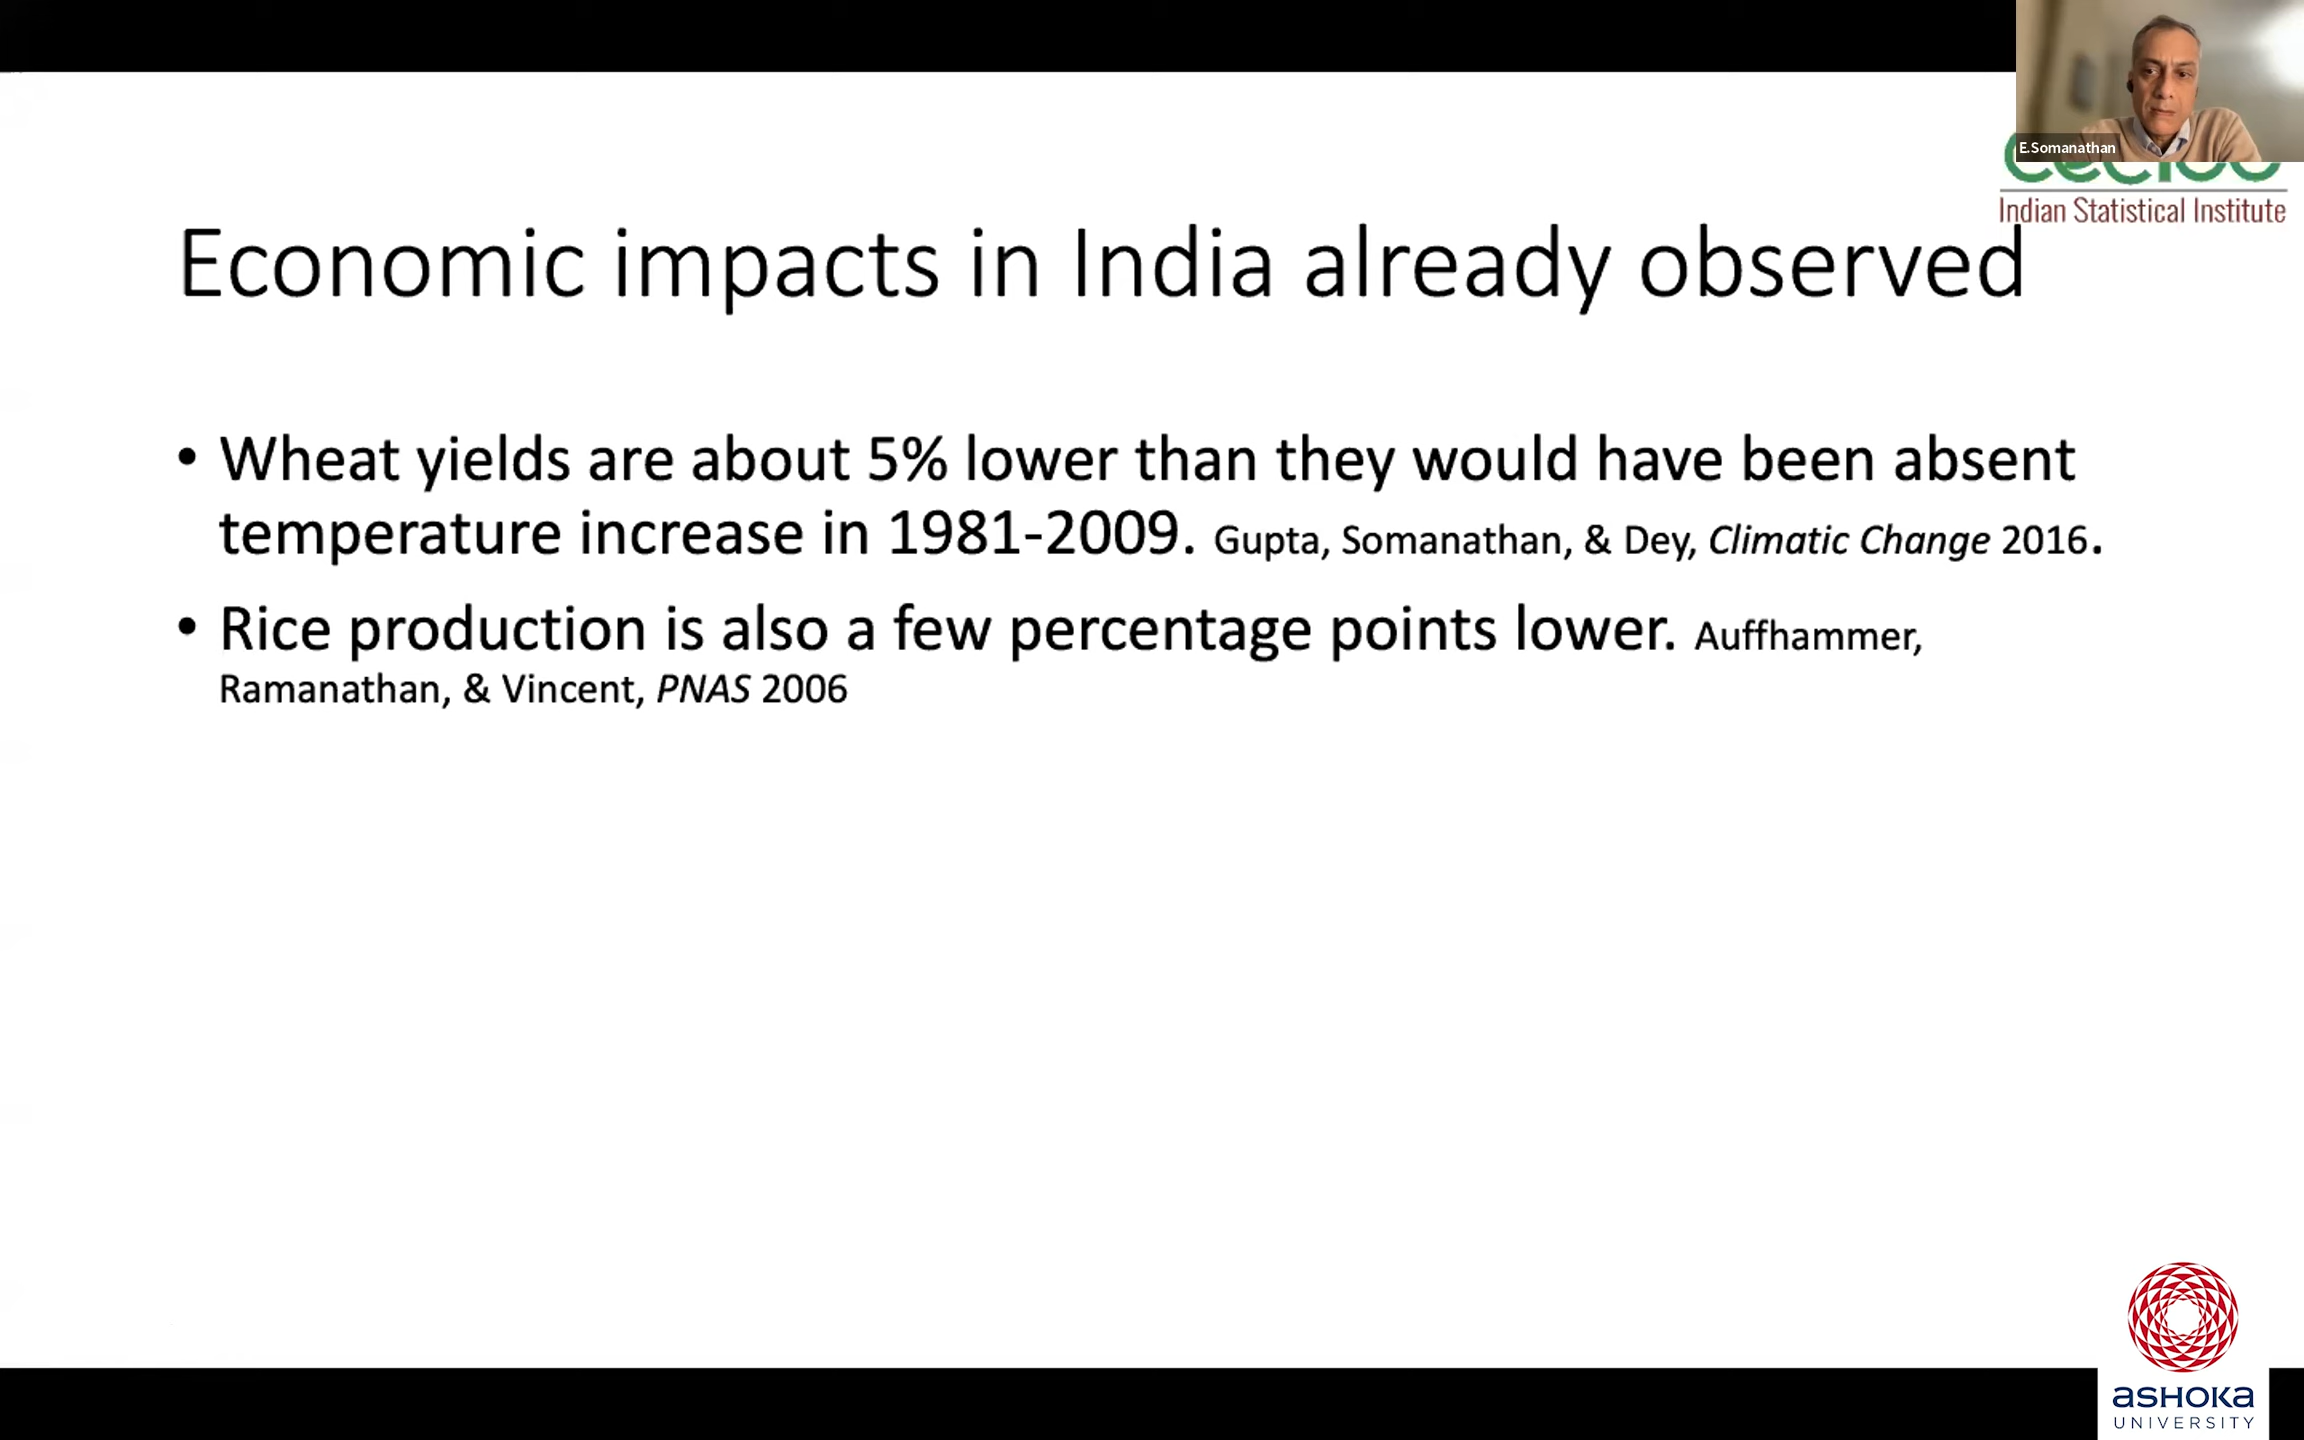 E.Somanathan
Indian Statistical Institute
Economic impacts in India already observed
• Wheat yields are about 5% lower than they would have been absent
temperature increase in 1981-2009. Gupta, Somanathan, & Dey, Climatic Change 2016.
• Rice production is also a few percentage points lower. Auffhammer,
Ramanathan, & Vincent, PNAS 2006
ASHOKA
UNIVERSITY